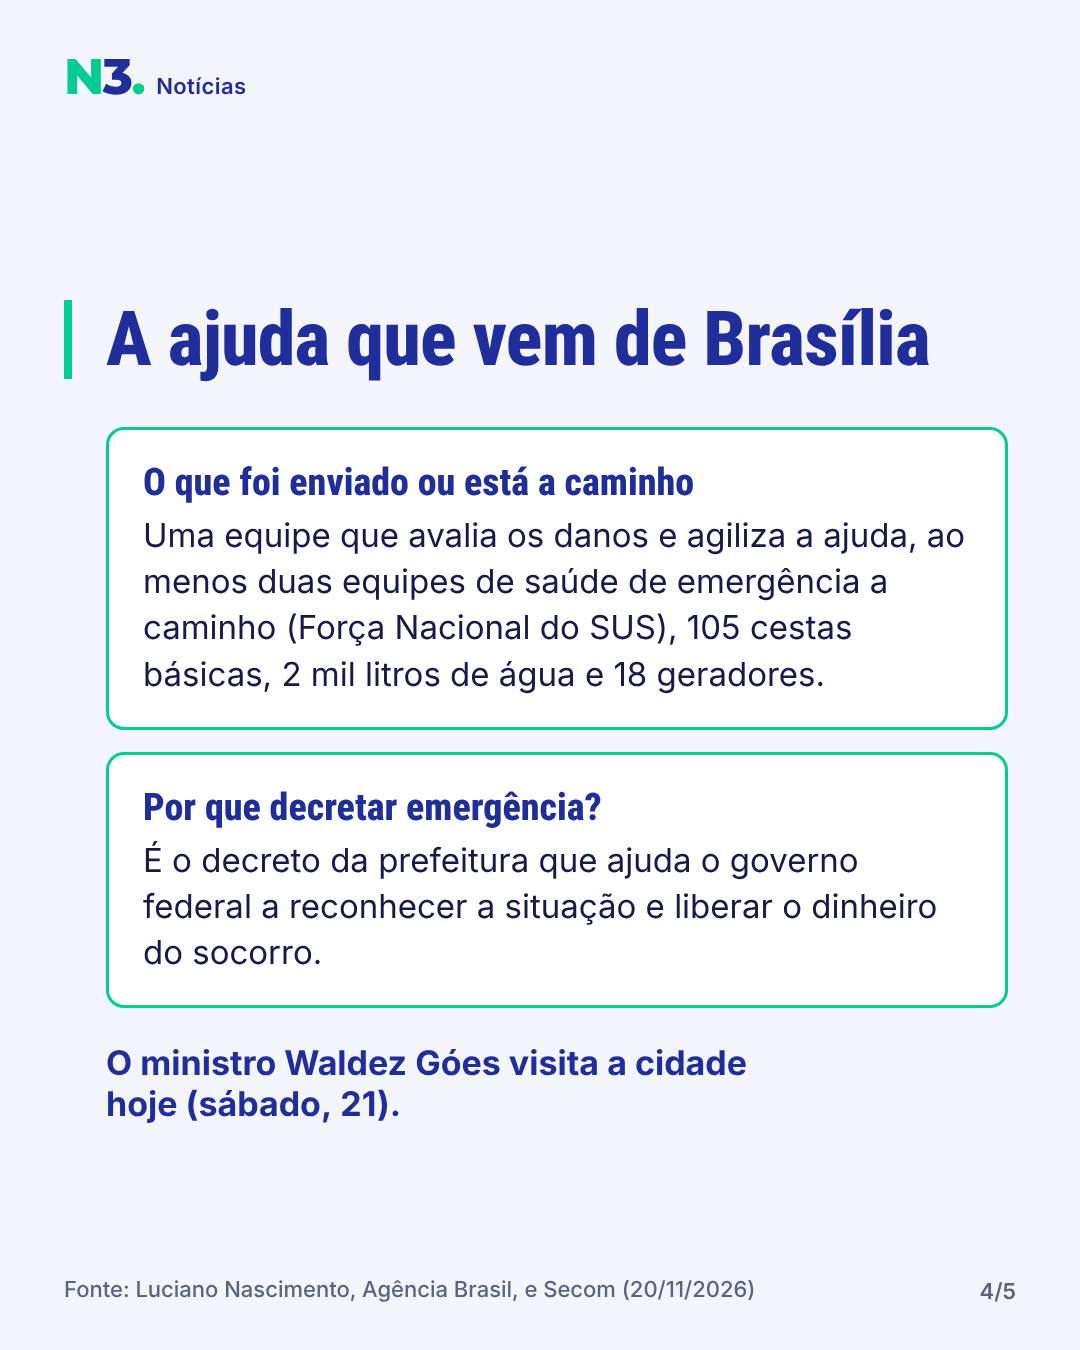 N3. Notícias
A ajuda que vem de Brasília
O que foi enviado ou está a caminho
Uma equipe que avalia os danos e agiliza a ajuda, ao
menos duas equipes de saúde de emergência a
caminho (Força Nacional do SUS), 105 cestas
básicas, 2 mil litros de água e 18 geradores.
Por que decretar emergência?
É o decreto da prefeitura que ajuda o governo
federal a reconhecer a situação e liberar o dinheiro
do socorro.
O ministro Waldez Góes visita a cidade
hoje (sábado, 21).
Fonte: Luciano Nascimento, Agência Brasil, e Secom (20/11/2026)
4/5